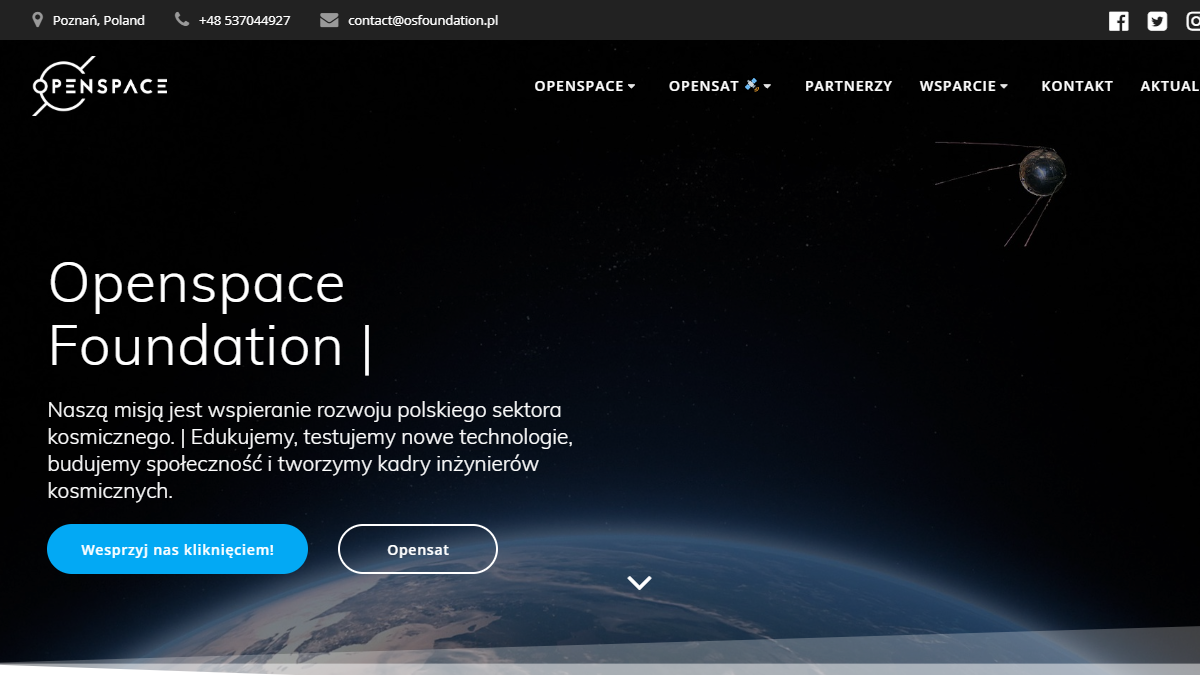 Poznań, Poland
+48 537044927
contact@osfoundation.pl
OPENSPACE
OPENSPACE
OPENSAT
PARTNERZY
WSPARCIE
KONTAKT
AKTUAL
Openspace
Foundation |
Naszą misją jest wspieranie rozwoju polskiego sektora
kosmicznego. | Edukujemy, testujemy nowe technologie,
budujemy społeczność i tworzymy kadry inżynierów
kosmicznych.
Wesprzyj nas kliknięciem!
Opensat